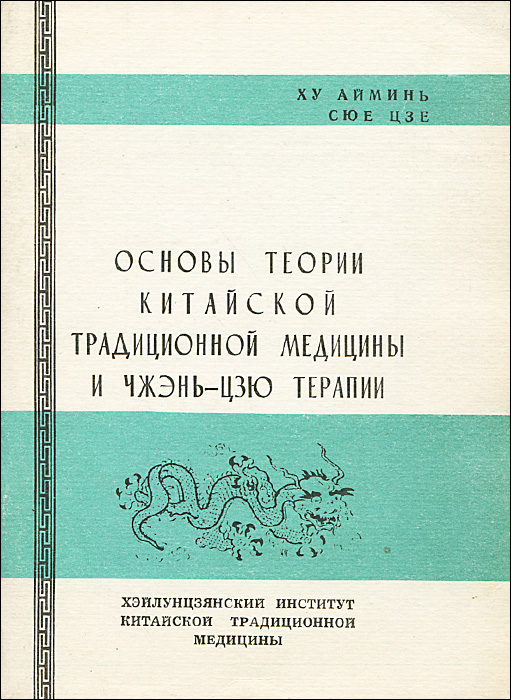 ХУ АЙМИНЬ
СЮЕ ЦЗЕ
ОСНОВЫ ТЕОРИИ
КИТАЙСКОЙ
ТРАДИЦИОННОЙ МЕДИЦИНЫ
И ЧЖЭНЬ–ЦЗЮ ТЕРАПИИ
ХЭЙЛУНЦЗЯНСКИЙ ИНСТИТУТ
КИТАЙСКОЙ ТРАДИЦИОННОЙ
МЕДИЦИНЫ